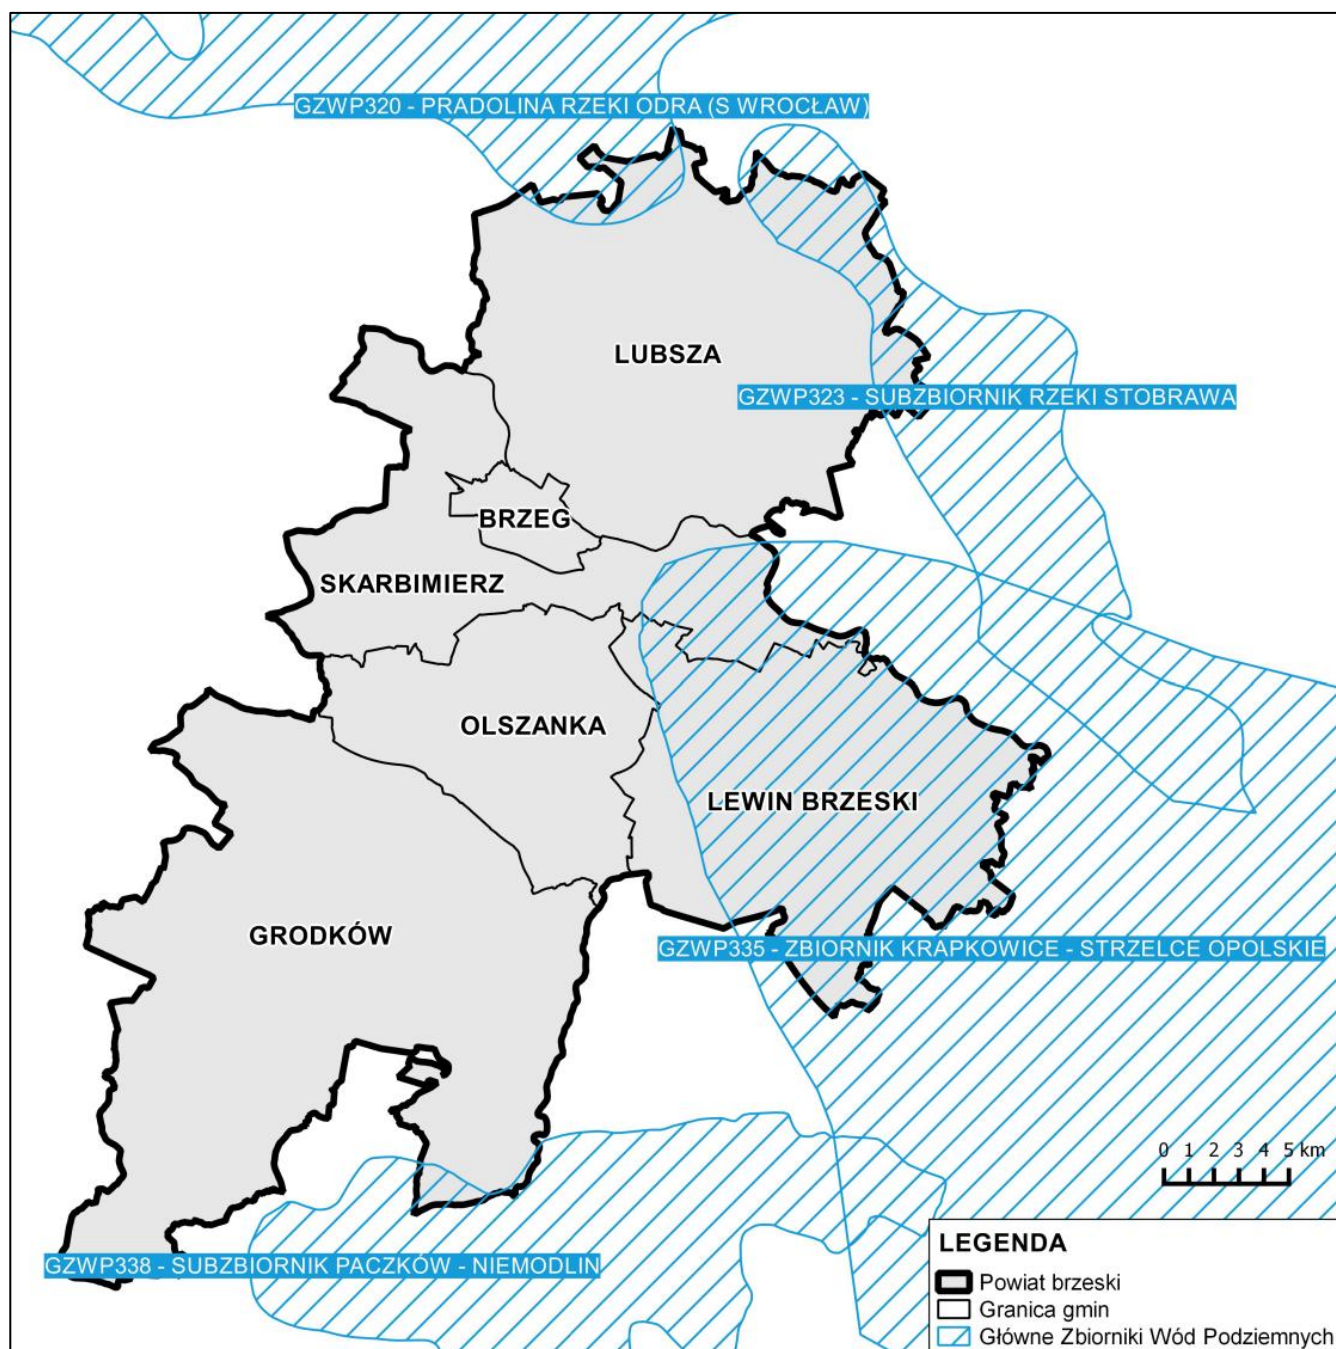 GZWP320 - PRADOLINA RZEKI ODRA (S WROCŁAW)
LUBSZA
GZWP323 - SUBZBIORNIK RZEKI STOBRAWA
BRZEG
SKARBIMIERZ
OLSZANKA
LEWIN BRZESKI
GRODKÓW
GZWP335 - ZBIORNIK KRAPKOWICE - STRZELCE OPOLSKIE
0 1 2 3 4 5 km
GZWP338 - SUBZBIORNIK PACZKÓW - NIEMODLIN
LEGENDA
Powiat brzeski
Granica gmin
Główne Zbiorniki Wód Podziemnych